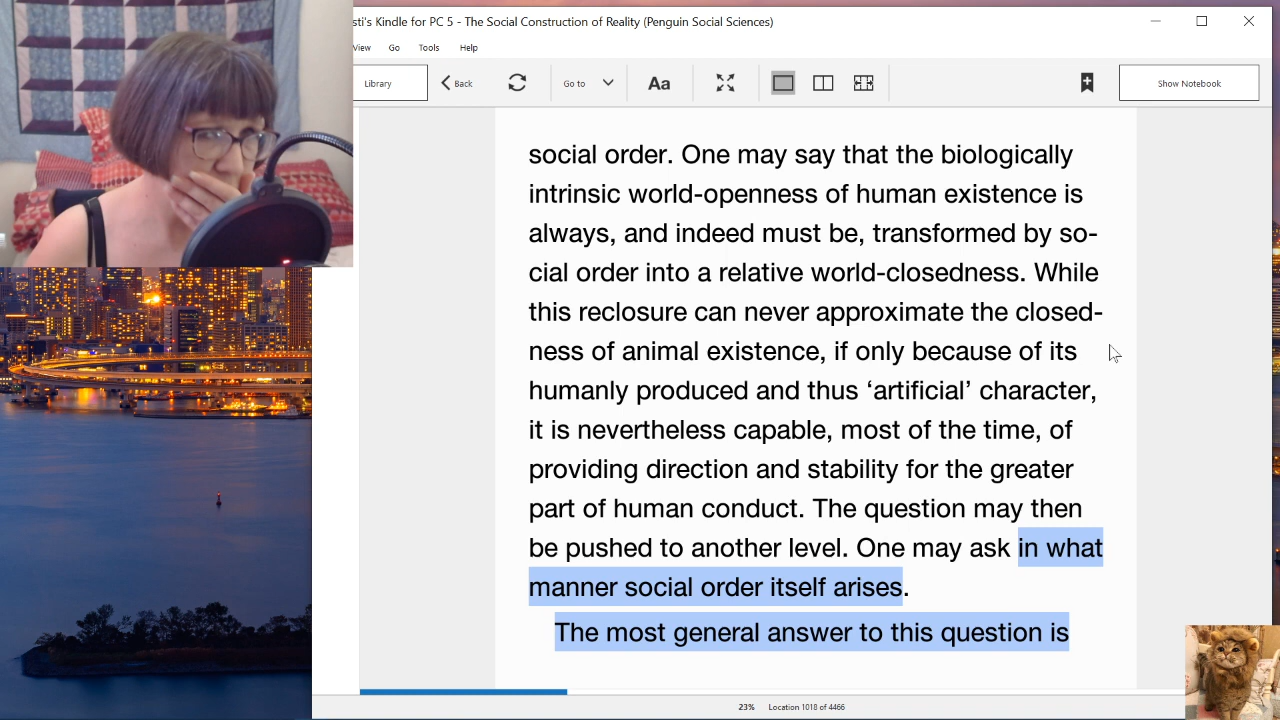 sti's Kindle for PC 5 - The Social Construction of Reality (Penguin Social Sciences)
View Go Tools Help
Library Back Go to Aa Show Notebook
social order. One may say that the biologically
intrinsic world-openness of human existence is
always, and indeed must be, transformed by so-
cial order into a relative world-closedness. While
this reclosure can never approximate the closed-
ness of animal existence, if only because of its
humanly produced and thus ‘artificial’ character,
it is nevertheless capable, most of the time, of
providing direction and stability for the greater
part of human conduct. The question may then
be pushed to another level. One may ask in what
manner social order itself arises.
The most general answer to this question is
23% Location 1018 of 4466